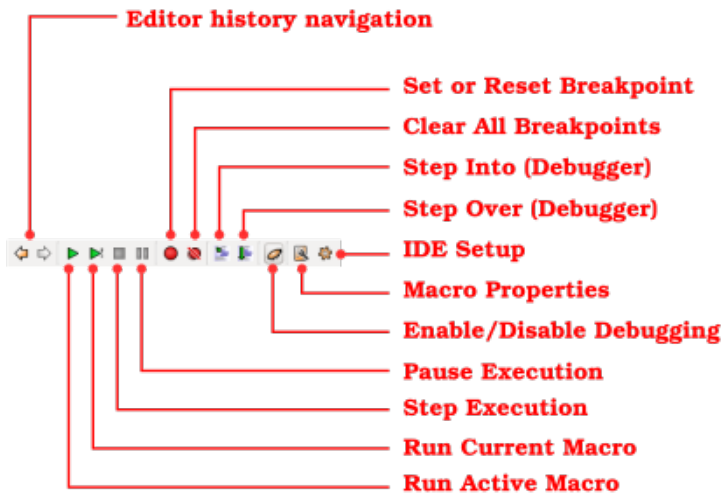 Editor history navigation
Set or Reset Breakpoint
Clear All Breakpoints
Step Into (Debugger)
Step Over (Debugger)
IDE Setup
Macro Properties
Enable/Disable Debugging
Pause Execution
Step Execution
Run Current Macro
Run Active Macro